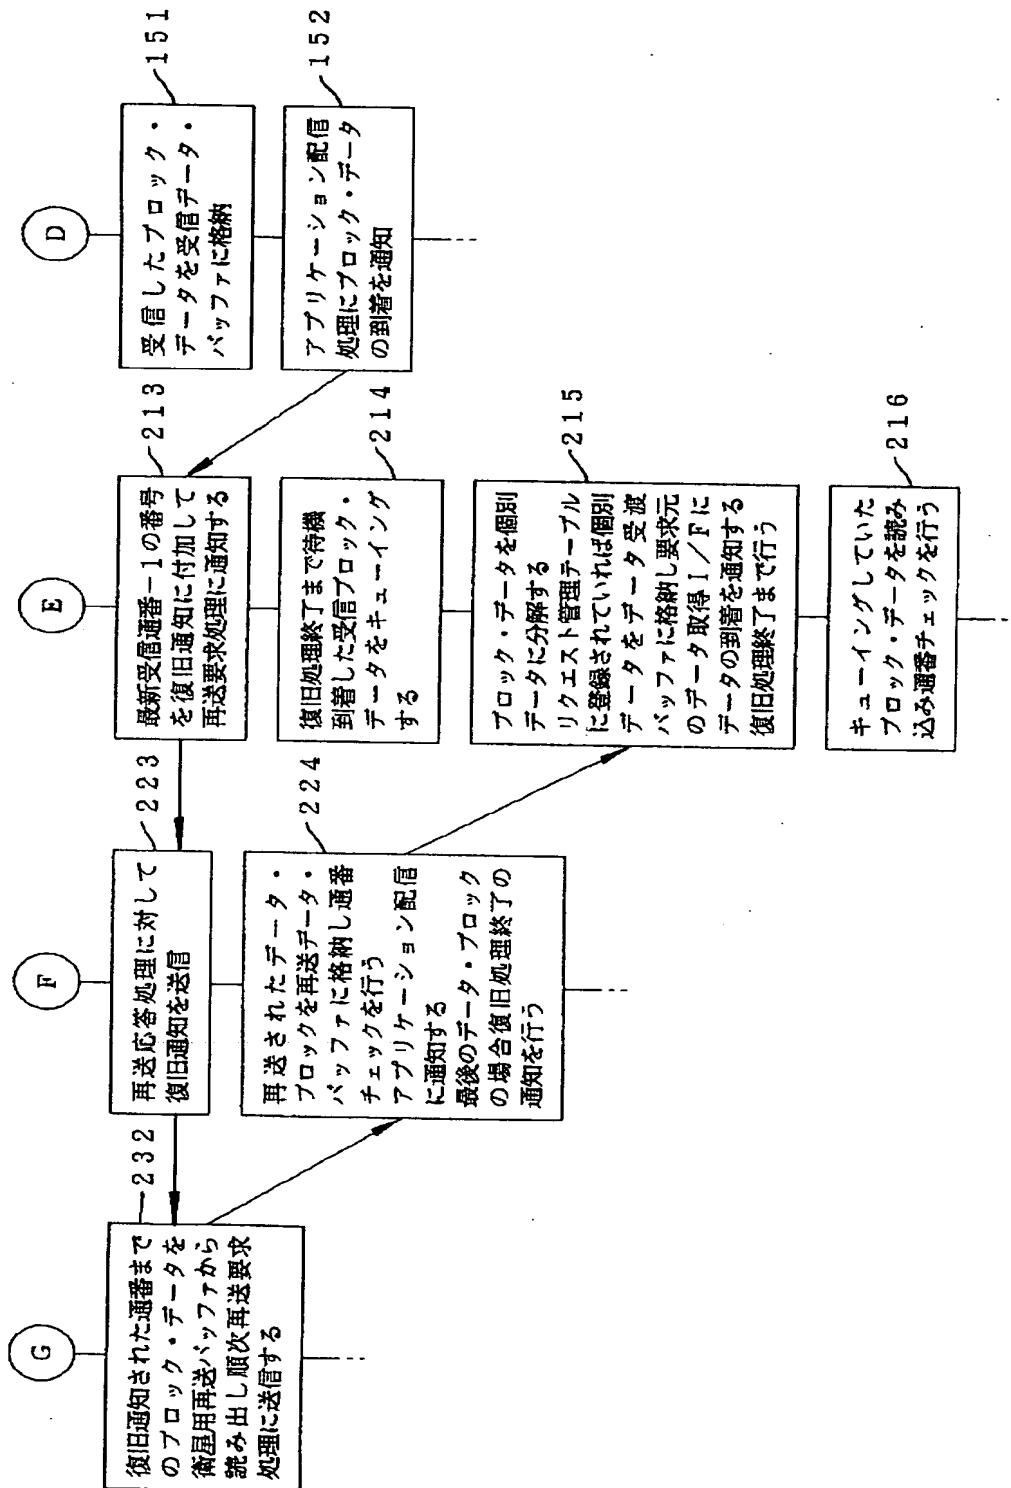 G
232
復旧通知された通番まで
のブロック・データを
衛星用再送バッファから
読み出し順次再送要求
処理に送信する
F
223
再送応答処理に対して
復旧通知を送信
224
再送されたデータ・
ブロックを再送データ・
バッファに格納し通番
チェックを行う
アプリケーション配信
に通知する
最後のデータ・ブロック
の場合復旧処理終了の
通知を行う
E
213
最新受信通番−1の番号
を復旧通知に付加して
再送要求処理に通知する
214
復旧処理終了まで待機
到着した受信ブロック・
データをキューイング
する
215
ブロック・データを個別
データに分解する
リクエスト管理テーブル
に登録されていれば個別
データをデータ受渡
バッファに格納し要求元
のデータ取得I/Fに
データの到着を通知する
復旧処理終了まで行う
216
キューイングしていた
ブロック・データを読み
込み通番チェックを行う
D
151
受信したブロック・
データを受信データ・
バッファに格納
152
アプリケーション配信
処理にブロック・データ
の到着を通知